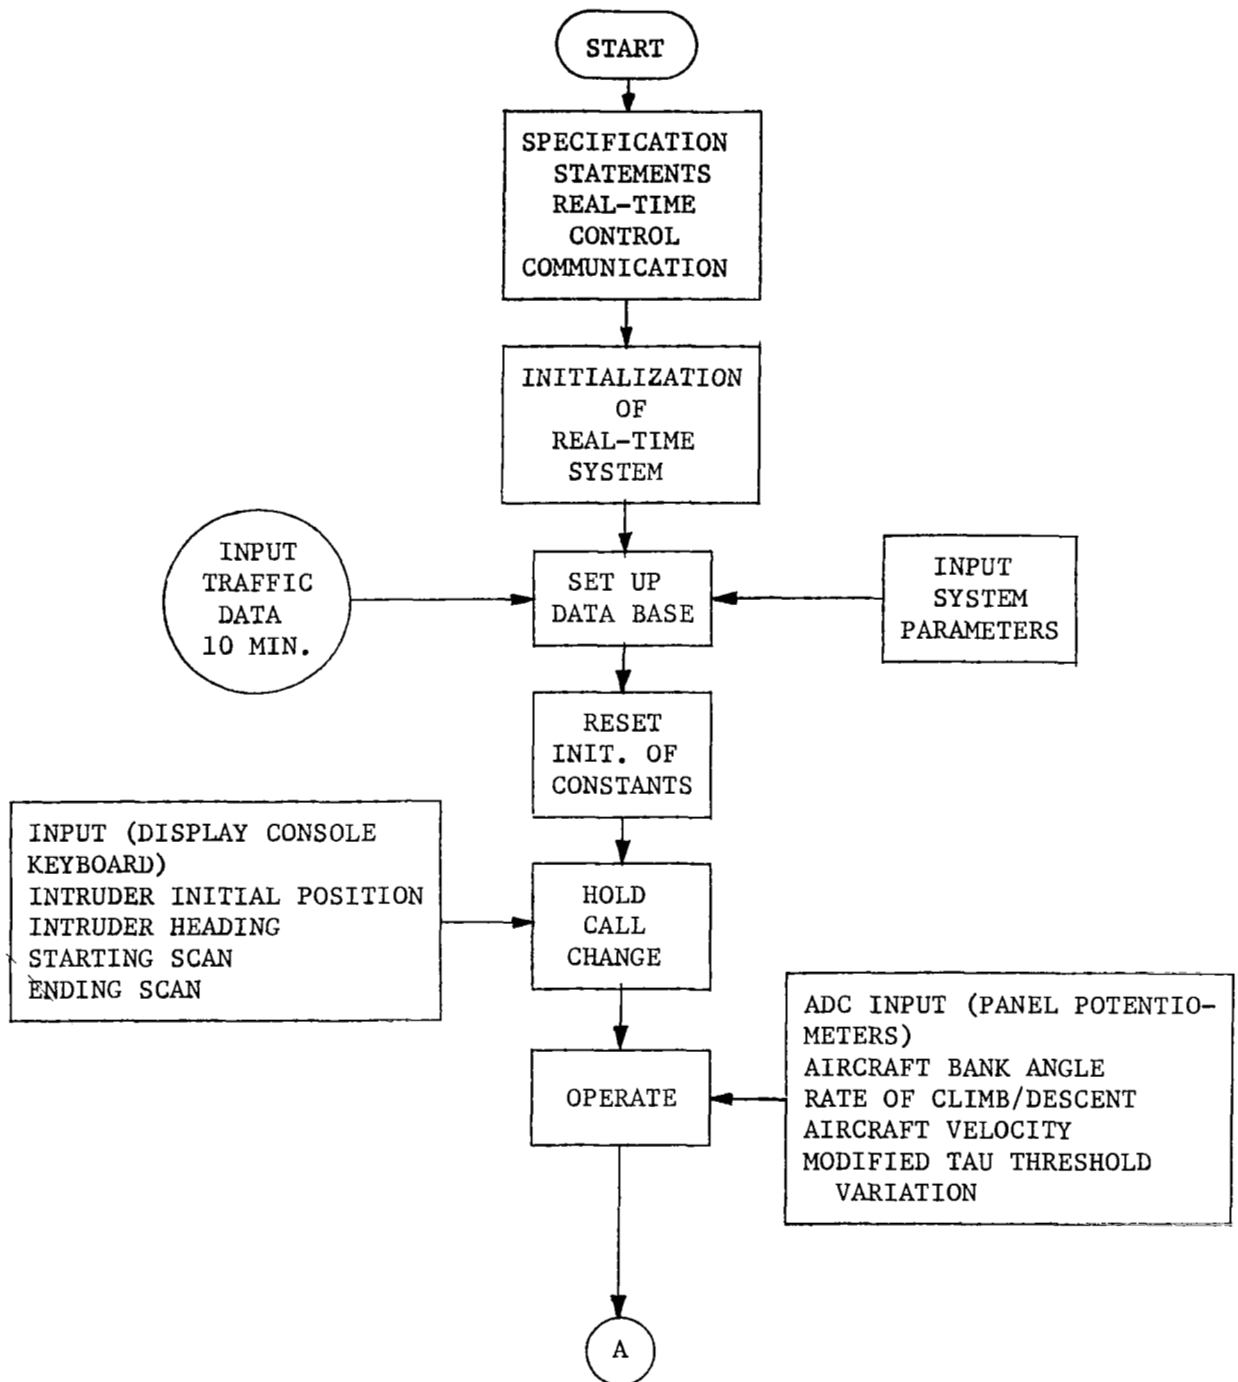 START
SPECIFICATION
STATEMENTS
REAL-TIME
CONTROL
COMMUNICATION
INITIALIZATION
OF
REAL-TIME
SYSTEM
INPUT
TRAFFIC
DATA
10 MIN.
SET UP
DATA BASE
INPUT
SYSTEM
PARAMETERS
RESET
INIT. OF
CONSTANTS
INPUT (DISPLAY CONSOLE
KEYBOARD)
INTRUDER INITIAL POSITION
INTRUDER HEADING
STARTING SCAN
ENDING SCAN
HOLD
CALL
CHANGE
ADC INPUT (PANEL POTENTIO-
METERS)
AIRCRAFT BANK ANGLE
RATE OF CLIMB/DESCENT
AIRCRAFT VELOCITY
MODIFIED TAU THRESHOLD
VARIATION
OPERATE
A